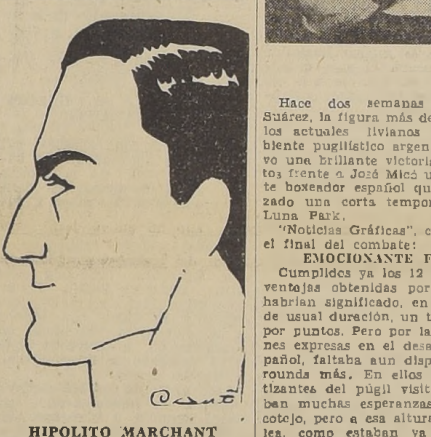 HIPOLITO MARCHANT
Hace dos semanas
Suárez, la figura más de
los actuales livianos
biente pugilístico argen
vo una brillante victori
tos frente a José Micó u
te boxeador español qu
zado una corta tempor
Luna Park.
"Noticias Gráficas", c
el final del combate:
EMOCIONANTE F
Cumplidos ya los 12
ventajas obtenidas por
habrían significado, en
de usual duración, un t
por puntos. Pero por la
nes expresas en el desa
pañol, faltaba aun disp
rounds más. En ellos
tizantes del púgil visit
ban muchas esperanzas
cotejo, pero a esa altura
lea, como estaban ya